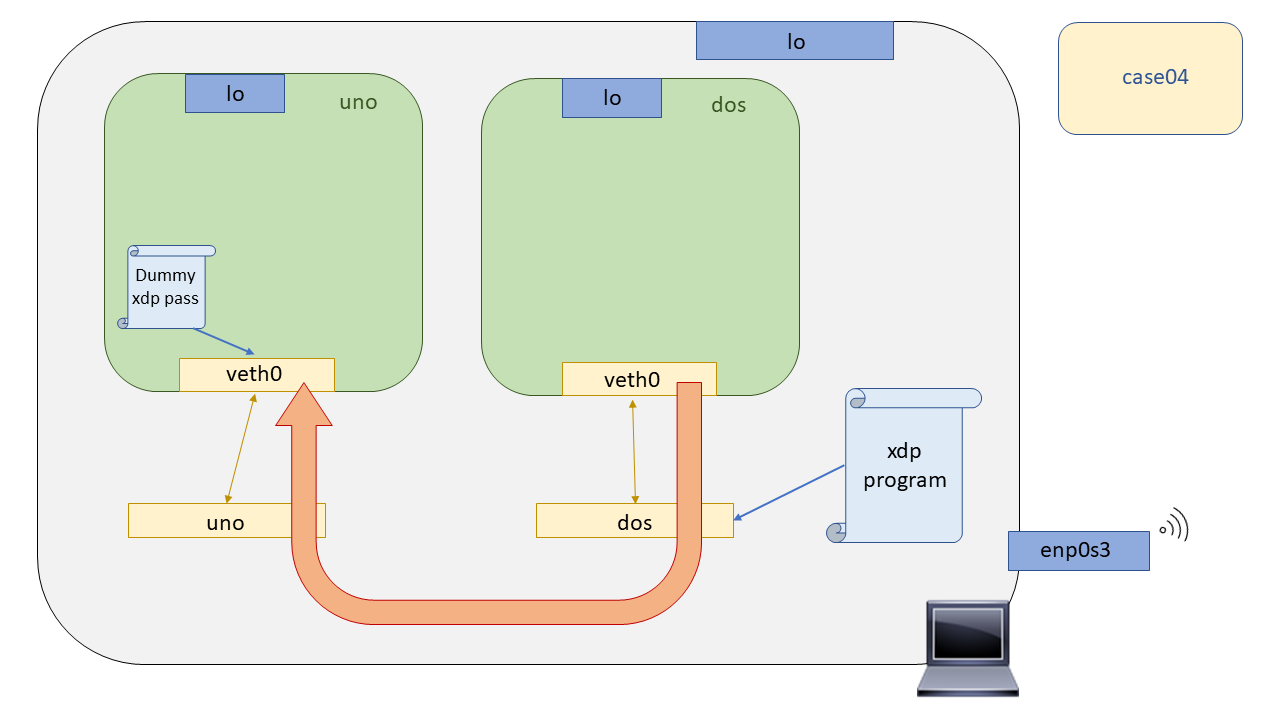 lo
case04
lo
uno
lo
dos
Dummy
xdp pass
veth0
veth0
xdp
program
uno
dos
enp0s3